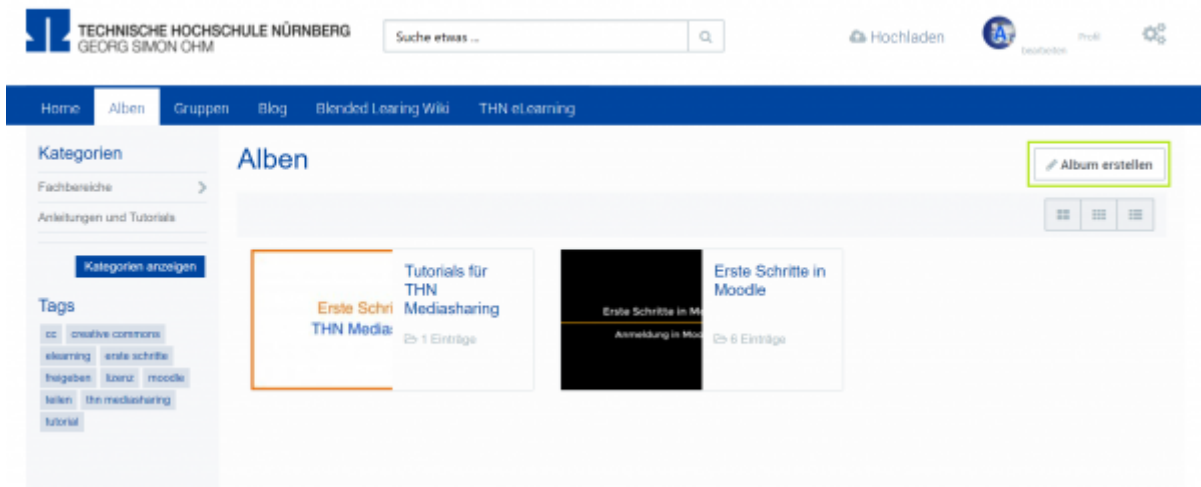 TECHNISCHE HOCHSCHULE NÜRNBERG
GEORG SIMON OHM
Suche etwas ...
Hochladen
Profil
bearbeiten
Home Alben Gruppen Blog Blended Learing Wiki THN eLearning
Kategorien
Fachbereiche
Anleitungen und Tutorials
Kategorien anzeigen
Tags
cc creative commons
elearning erste schritte
freigeben lizenz moodle
teilen thn mediasharing
tutorial
Alben
Album erstellen
Erste Schri
THN Media
Tutorials für
THN
Mediasharing
1 Einträge
Erste Schritte in M
Anmeldung in Moo
Erste Schritte in
Moodle
6 Einträge